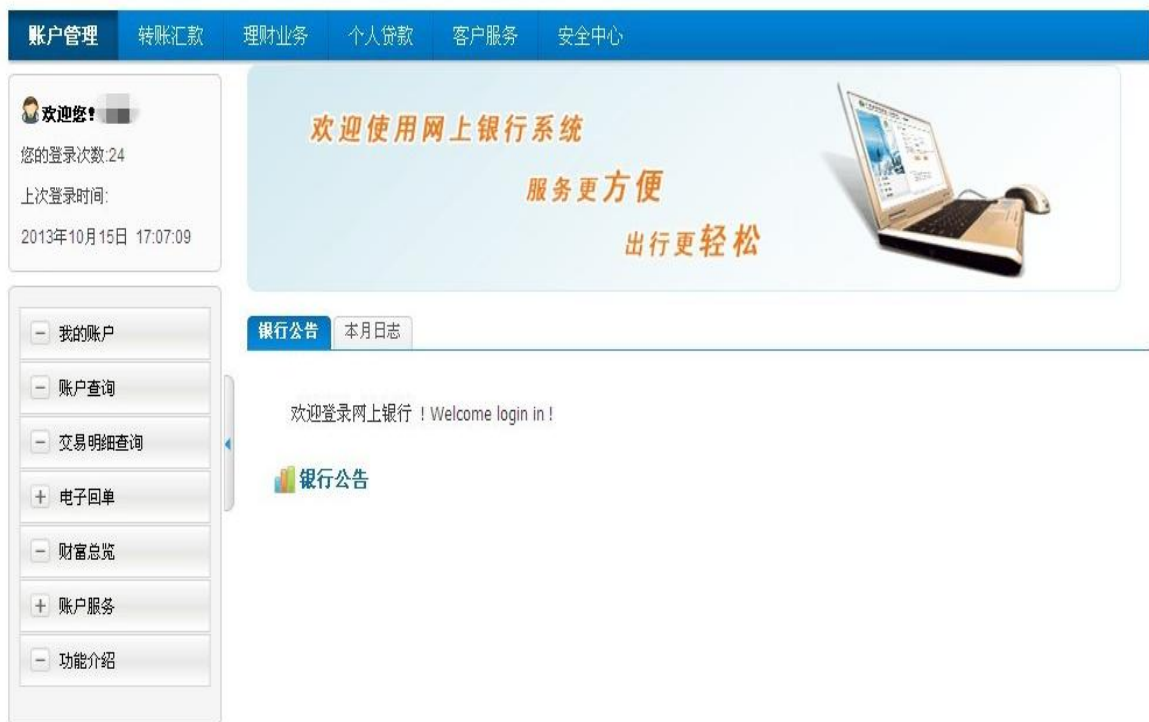 账户管理 转账汇款 理财业务 个人贷款 客户服务 安全中心
欢迎您!
您的登录次数:24
上次登录时间:
2013年10月15日 17:07:09
欢迎使用网上银行系统
服务更方便
出行更轻松
我的账户
账户查询
交易明细查询
电子回单
财富总览
账户服务
功能介绍
银行公告 本月日志
欢迎登录网上银行 ! Welcome login in !
银行公告